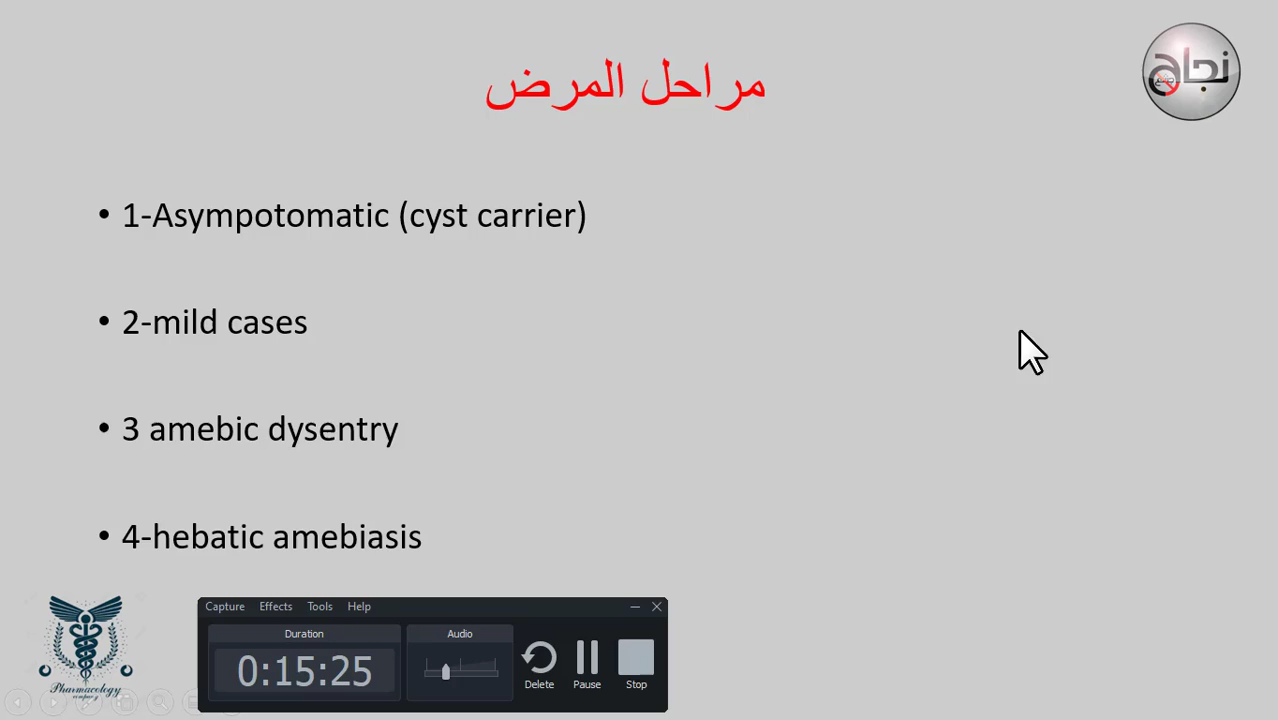 مراحل المرض
نجاح
• 1-Asympotomatic (cyst carrier)
• 2-mild cases
• 3 amebic dysentry
• 4-hebatic amebiasis
Capture Effects Tools Help
Duration
Audio
0:15:25
Delete Pause Stop
Pharmacology